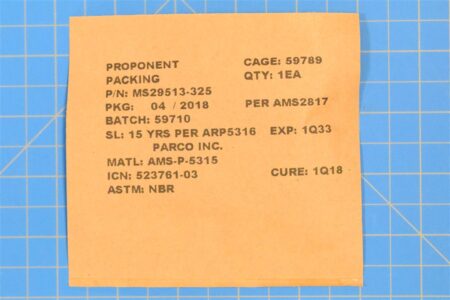 PROPONENT CAGE: 59789
PACKING QTY: 1EA
P/N: MS29513-325
PKG: 04 / 2018 PER AMS2817
BATCH: 59710
SL: 15 YRS PER ARP5316 EXP: 1Q33
PARCO INC.
MATL: AMS-P-5315
ICN: 523761-03 CURE: 1Q18
ASTM: NBR